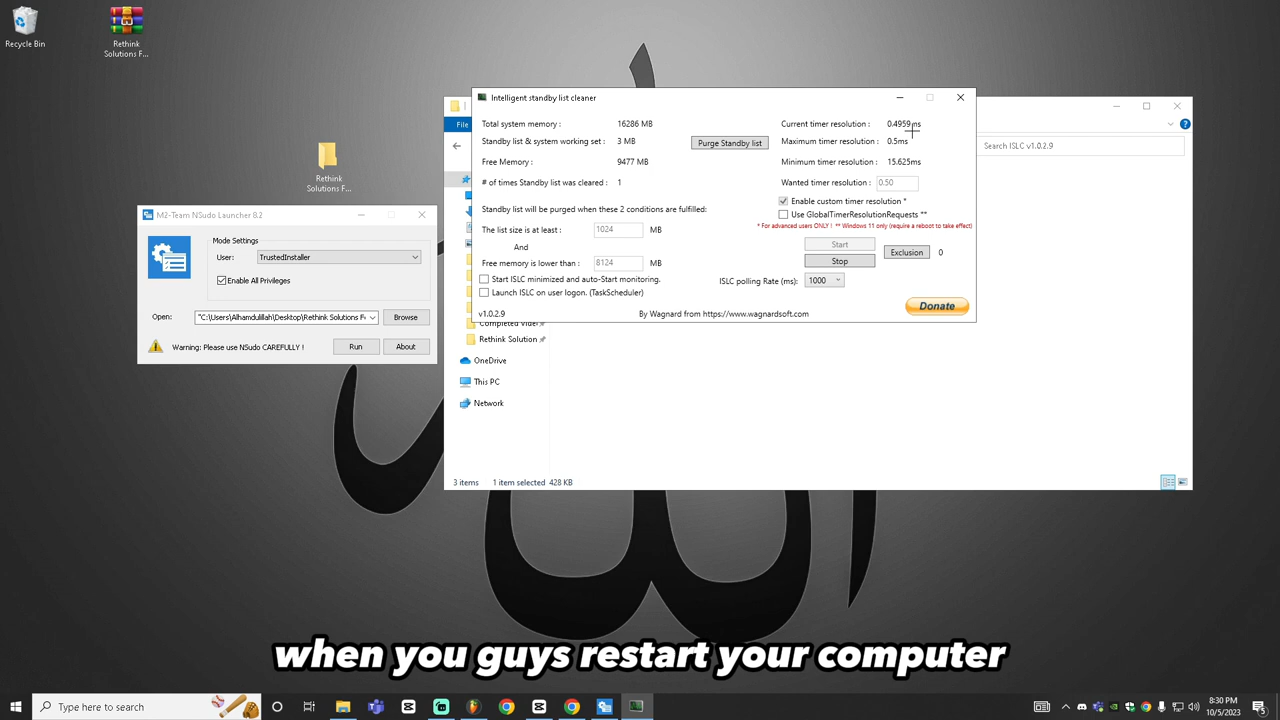 Recycle Bin
Rethink
Solutions F...
Rethink
Solutions F...
M2-Team NSudo Launcher 8.2
Mode Settings
User:
TrustedInstaller
Enable All Privileges
Open:
"C:\Users\Alhamdulillah\Desktop\Rethink Solutions F
Browse
Warning: Please use NSudo CAREFULLY !
Run
About
Intelligent standby list cleaner
Total system memory :
16286 MB
Standby list & system working set :
3 MB
Purge Standby list
Free Memory :
9477 MB
# of times Standby list was cleared :
1
Standby list will be purged when these 2 conditions are fulfilled:
The list size is at least :
1024
MB
And
Free memory is lower than :
8124
MB
Start ISLC minimized and auto-Start monitoring.
Launch ISLC on user logon. (TaskScheduler)
v1.0.2.9
By Wagnard from https://www.wagnardsoft.com
Current timer resolution :
0.4959ms
Maximum timer resolution :
0.5ms
Minimum timer resolution :
15.625ms
Wanted timer resolution :
0.50
Enable custom timer resolution *
Use GlobalTimerResolutionRequests **
* For advanced users ONLY ! ** Windows 11 only (require a reboot to take effect)
Start
Stop
Exclusion
0
ISLC polling Rate (ms):
1000
Donate
File
Search ISLC v1.0.2.9
Completed Vide
Rethink Solution
OneDrive
This PC
Network
3 items
1 item selected
428 KB
when you guys restart your computer
Type here to search
8:30 PM
10/5/2023